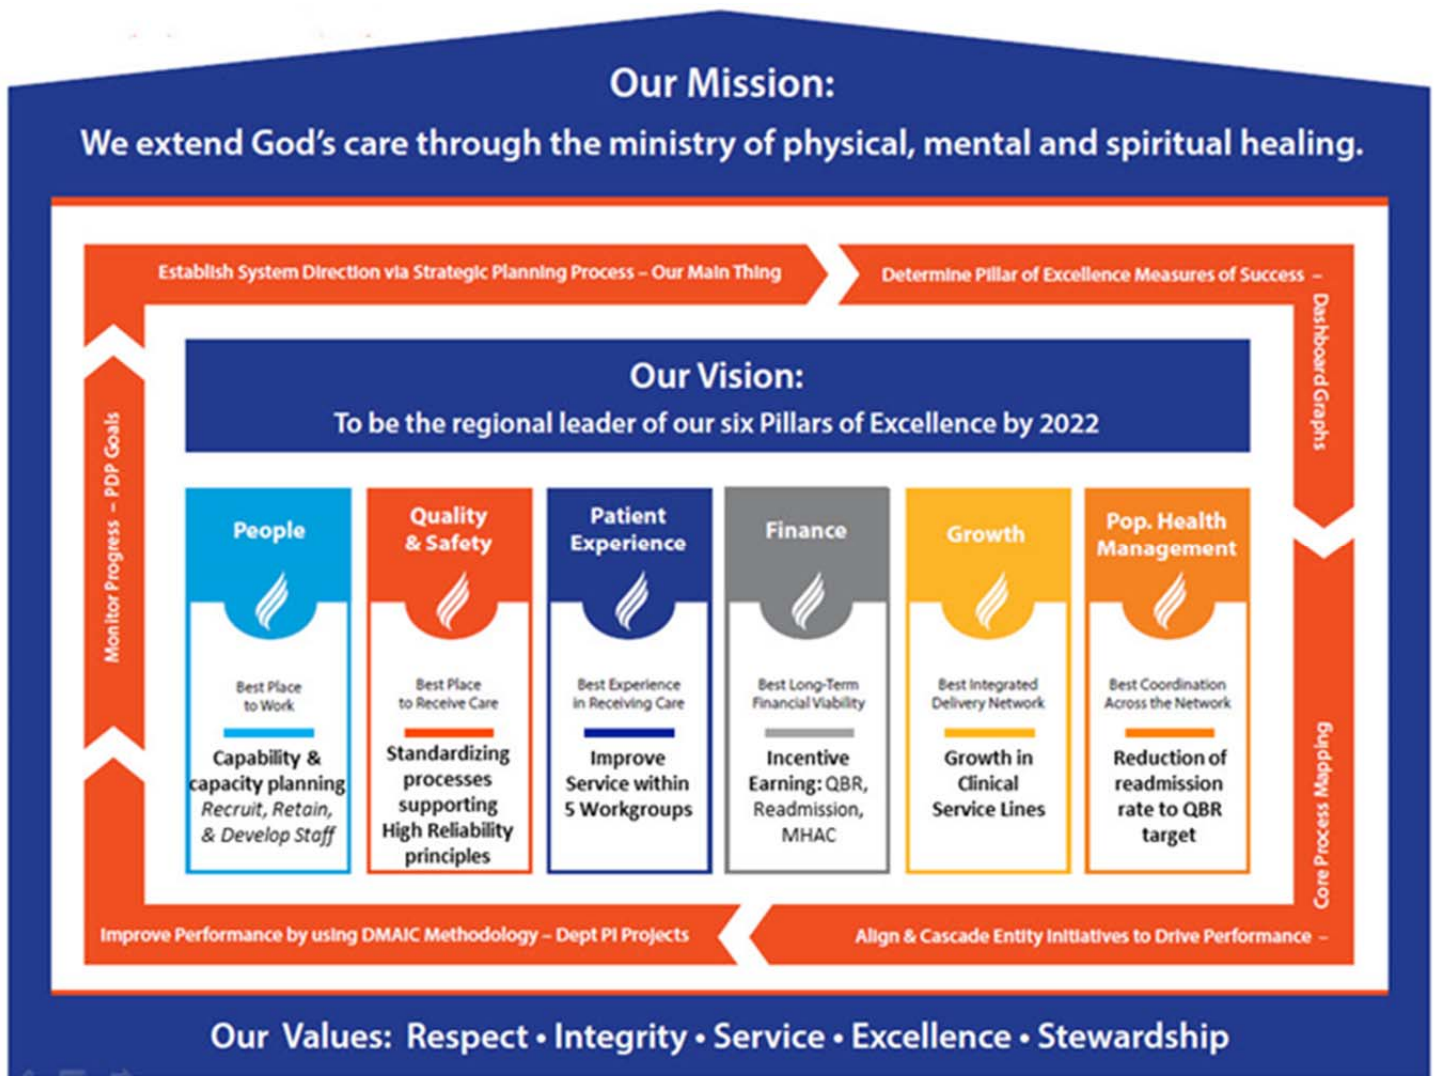 Our Mission:
We extend God's care through the ministry of physical, mental and spiritual healing.
Establish System Direction via Strategic Planning Process – Our Main Thing
Determine Pillar of Excellence Measures of Success –
Dashboard Graphs
Our Vision:
To be the regional leader of our six Pillars of Excellence by 2022
People
Best Place
to Work
Capability &
capacity planning
Recruit, Retain,
& Develop Staff
Quality
& Safety
Best Place
to Receive Care
Standardizing
processes
supporting
High Reliability
principles
Patient
Experience
Best Experience
in Receiving Care
Improve
Service within
5 Workgroups
Finance
Best Long-Term
Financial Viability
Incentive
Earning: QBR,
Readmission,
MHAC
Growth
Best Integrated
Delivery Network
Growth in
Clinical
Service Lines
Pop. Health
Management
Best Coordination
Across the Network
Reduction of
readmission
rate to QBR
target
Align & Cascade Entity Initiatives to Drive Performance –
Core Process Mapping
Improve Performance by using DMAIC Methodology – Dept PI Projects
Monitor Progress – PDP Goals
Our Values: Respect • Integrity • Service • Excellence • Stewardship